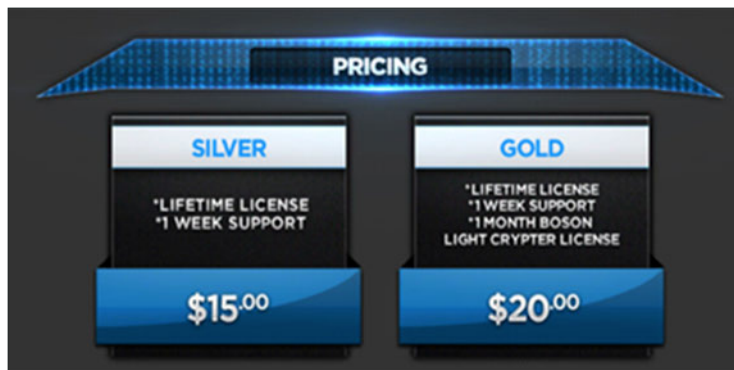 PRICING
SILVER
*LIFETIME LICENSE
*1 WEEK SUPPORT
$15.00
GOLD
*LIFETIME LICENSE
*1 WEEK SUPPORT
*1 MONTH BOSON
LIGHT CRYPTER LICENSE
$20.00